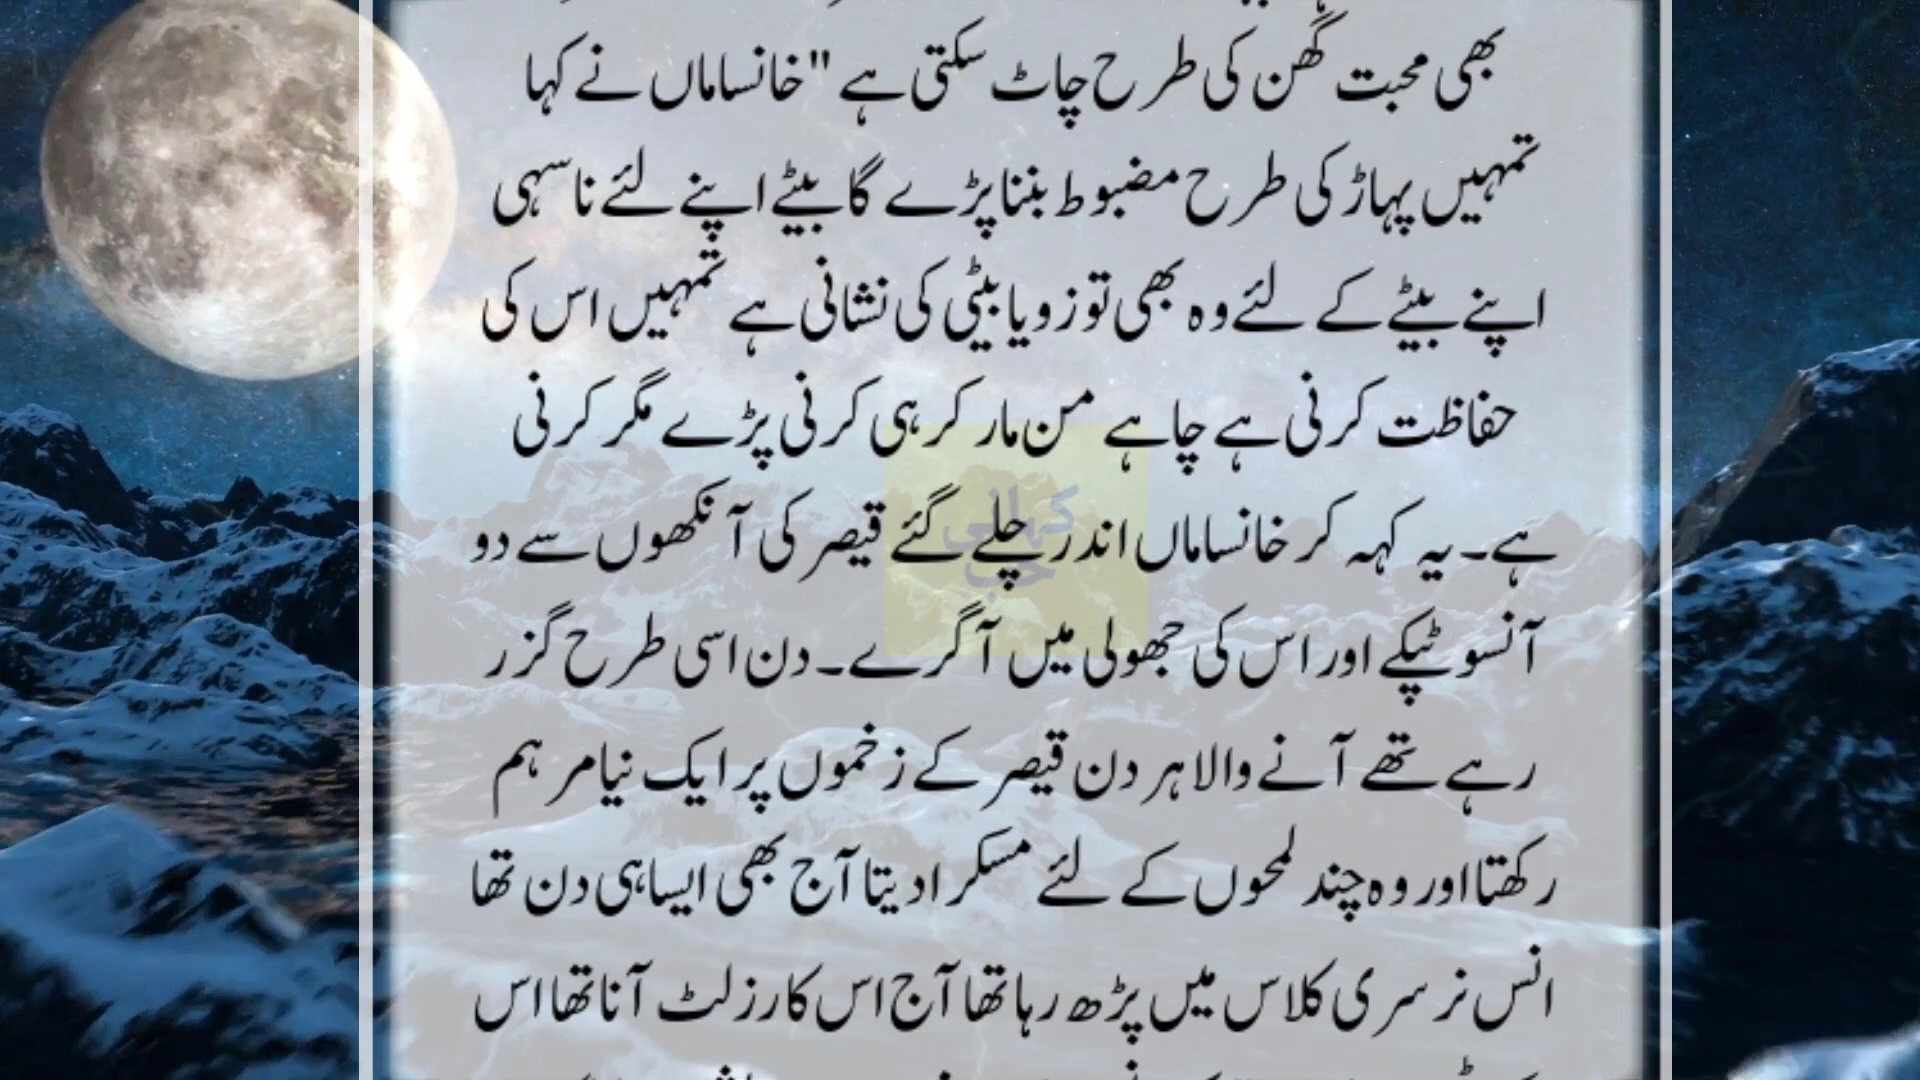 بھی محبت گھن کی طرح چاٹ سکتی ہے "خانساماں نے کہا
تمہیں پہاڑ کی طرح مضبوط بننا پڑے گا بیٹے اپنے لئے نا سہی
اپنے بیٹے کے لئے وہ بھی تو زویا بیٹی کی نشانی ہے تمہیں اس کی
حفاظت کرنی ہے چاہے من مار کر ہی کرنی پڑے مگر کرنی
ہے۔ یہ کہہ کر خانساماں اندر چلے گئے قیصر کی آنکھوں سے دو
آنسو ٹپکے اور اس کی جھولی میں آ گرے۔ دن اسی طرح گزر
رہے تھے آنے والا ہر دن قیصر کے زخموں پر ایک نیا مرہم
رکھتا اور وہ چند لمحوں کے لئے مسکرا دیتا آج بھی ایسا ہی دن تھا
انس نرسری کلاس میں پڑھ رہا تھا آج اس کا رزلٹ آنا تھا اس